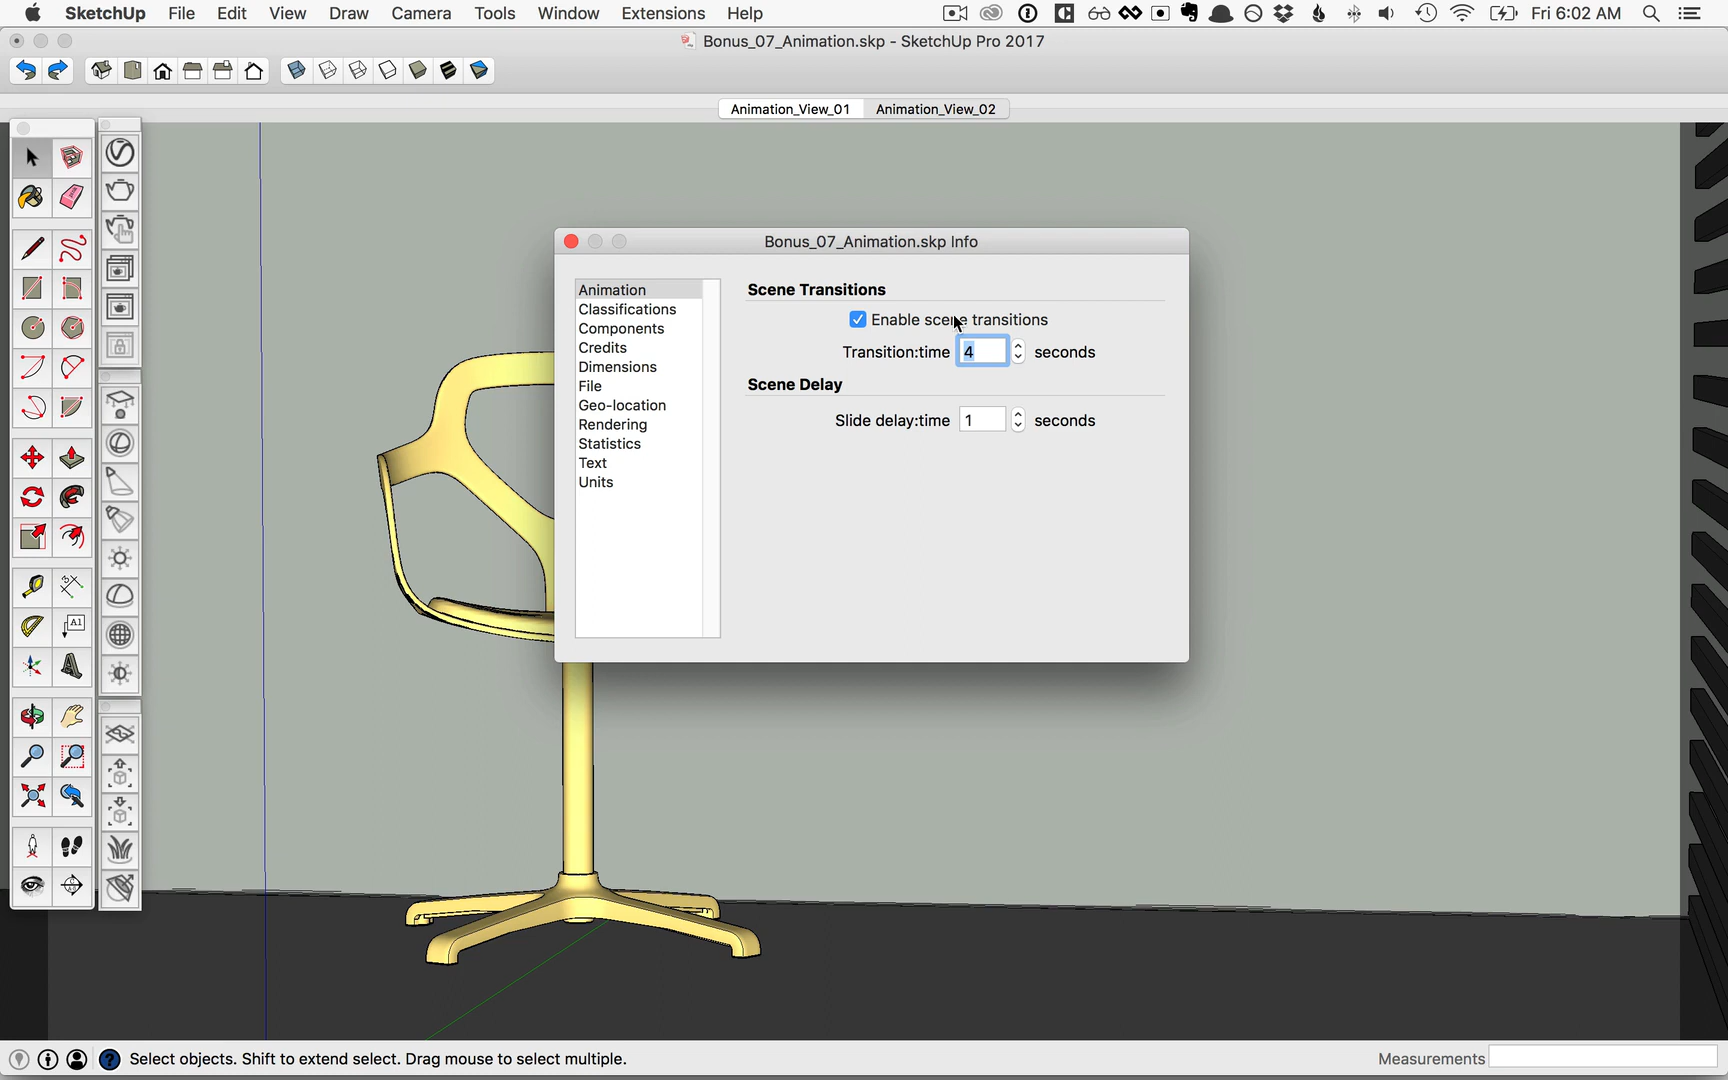 SketchUp File Edit View Draw Camera Tools Window Extensions Help Fri 6:02 AM
Bonus_07_Animation.skp - SketchUp Pro 2017
Animation_View_01 Animation_View_02
Bonus_07_Animation.skp Info
Animation
Classifications
Components
Credits
Dimensions
File
Geo-location
Rendering
Statistics
Text
Units
Scene Transitions
Enable scene transitions
Transition:time 4 seconds
Scene Delay
Slide delay:time 1 seconds
A1
Select objects. Shift to extend select. Drag mouse to select multiple.
Measurements